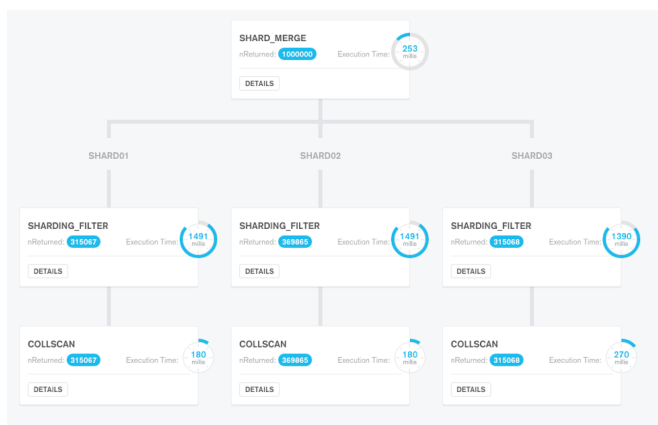 SHARD_MERGE
nReturned: 1000000 Execution Time: 253 millis
DETAILS
SHARD01 SHARD02 SHARD03
SHARDING_FILTER SHARDING_FILTER SHARDING_FILTER
nReturned: 315067 Execution Time: 1491 millis nReturned: 369865 Execution Time: 1491 millis nReturned: 315068 Execution Time: 1390 millis
DETAILS DETAILS DETAILS
COLLSCAN COLLSCAN COLLSCAN
nReturned: 315067 Execution Time: 180 millis nReturned: 369865 Execution Time: 180 millis nReturned: 315068 Execution Time: 270 millis
DETAILS DETAILS DETAILS